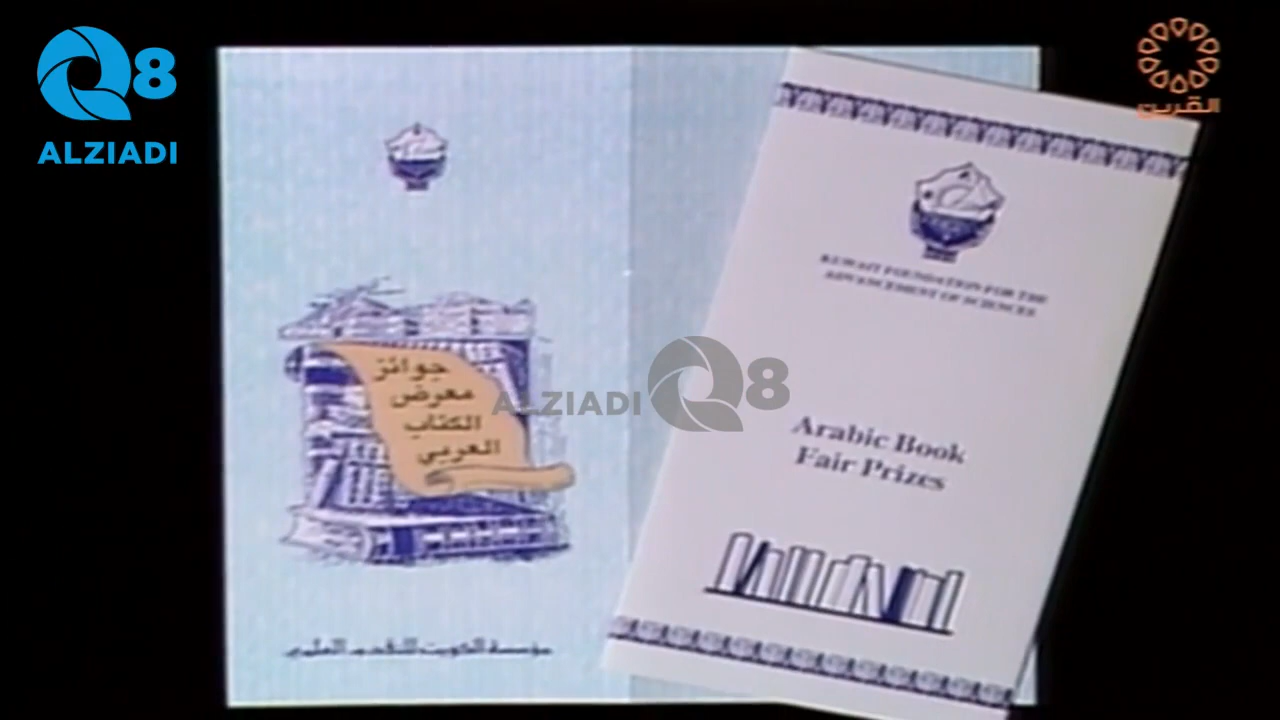 Q8
ALZIADI
القرين
KUWAIT FOUNDATION FOR THE
ADVANCEMENT OF SCIENCES
جوائز
معرض
الكتاب
العربي
ALZIADI Q8
Arabic Book
Fair Prizes
مؤسسة الكويت للتقدم العلمي